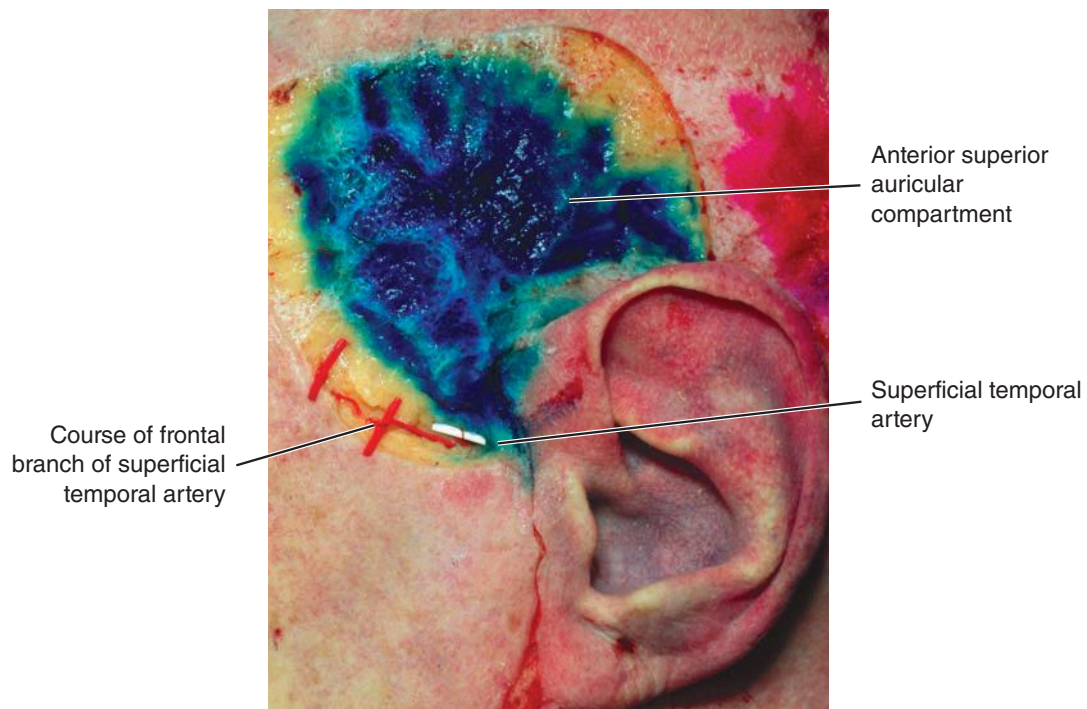 Anterior superior
auricular
compartment
Superficial temporal
artery
Course of frontal
branch of superficial
temporal artery